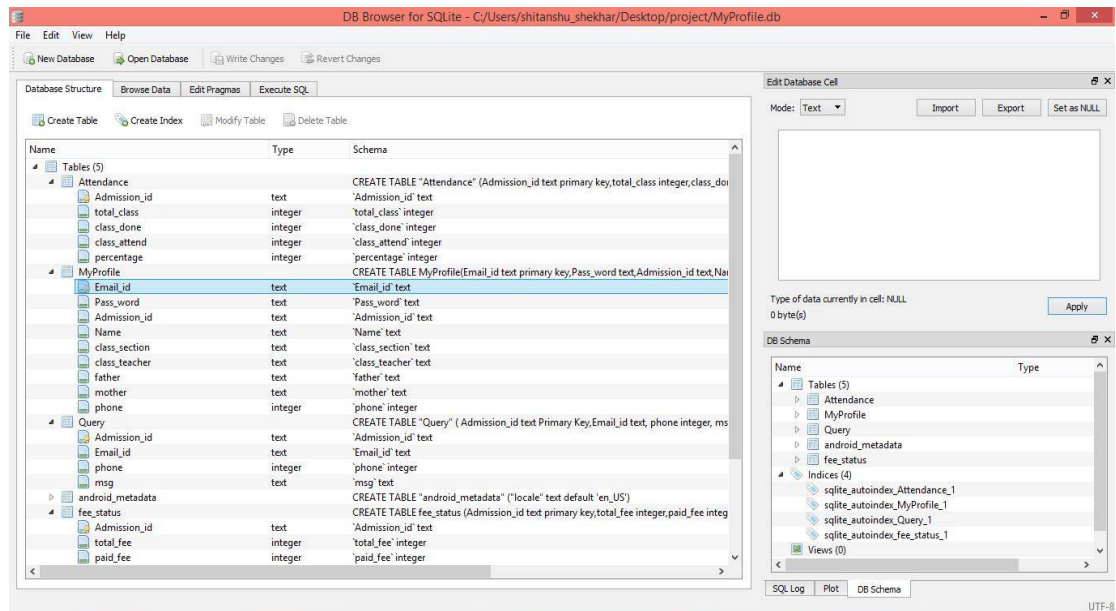 DB Browser for SQLite - C:/Users/shitanshu_shekhar/Desktop/project/MyProfile.db
File Edit View Help
New Database Open Database Write Changes Revert Changes
Database Structure Browse Data Edit Pragmas Execute SQL
Create Table Create Index Modify Table Delete Table
Name Type Schema
Tables (5)
Attendance CREATE TABLE "Attendance" (Admission_id text primary key,total_class integer,class_do
Admission_id text `Admission_id` text
total_class integer `total_class` integer
class_done integer `class_done` integer
class_attend integer `class_attend` integer
percentage integer `percentage` integer
MyProfile CREATE TABLE MyProfile(Email_id text primary key,Pass_word text,Admission_id text,Na
Email_id text `Email_id` text
Pass_word text `Pass_word` text
Admission_id text `Admission_id` text
Name text `Name` text
class_section text `class_section` text
class_teacher text `class_teacher` text
father text `father` text
mother text `mother` text
phone integer `phone` integer
Query CREATE TABLE "Query" ( Admission_id text Primary Key,Email_id text, phone integer, ms
Admission_id text `Admission_id` text
Email_id text `Email_id` text
phone integer `phone` integer
msg text `msg` text
android_metadata CREATE TABLE "android_metadata" ("locale" text default 'en_US')
fee_status CREATE TABLE fee_status (Admission_id text primary key,total_fee integer,paid_fee integ
Admission_id text `Admission_id` text
total_fee integer `total_fee` integer
paid_fee integer `paid_fee` integer
Edit Database Cell
Mode: Text Import Export Set as NULL
Type of data currently in cell: NULL
0 byte(s)
Apply
DB Schema
Name Type
Tables (5)
Attendance
MyProfile
Query
android_metadata
fee_status
Indices (4)
sqlite_autoindex_Attendance_1
sqlite_autoindex_MyProfile_1
sqlite_autoindex_Query_1
sqlite_autoindex_fee_status_1
Views (0)
SQL Log Plot DB Schema
UTF-8